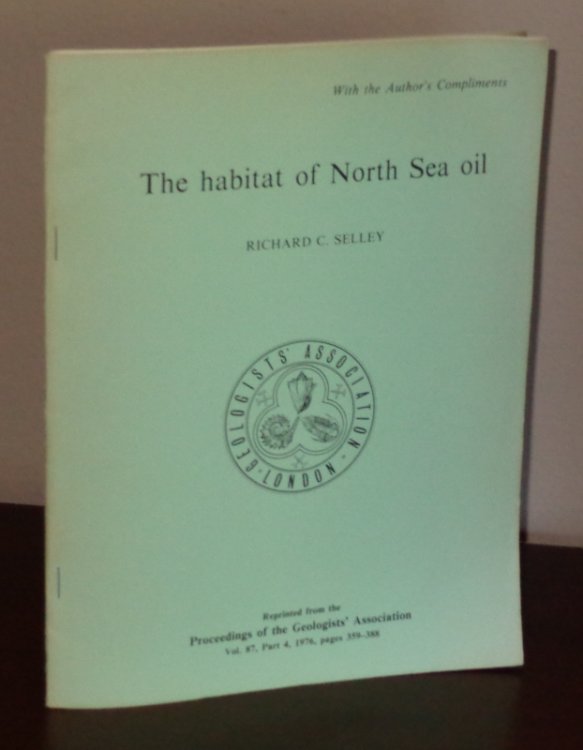 With the Author's Compliments
The habitat of North Sea oil
RICHARD C. SELLEY
GEOLOGISTS' ASSOCIATION
· LONDON ·
Reprinted from the
Proceedings of the Geologists' Association
Vol. 87, Part 4, 1976, pages 359–388